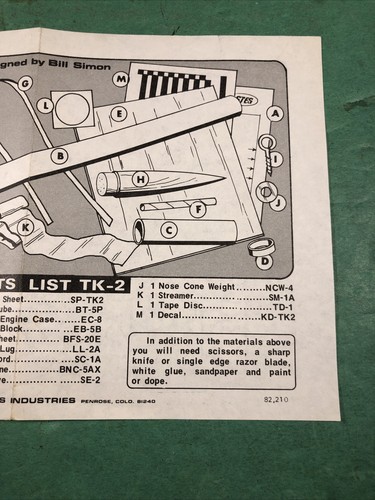 gned by Bill Simon
G
M
L
E
TES
A
B
I
H
J
F
K
C
D
TS LIST TK-2
Sheet..............SP-TK2
ube................BT-5P
Engine Case......EC-8
Block..............EB-5B
heet...........BFS-20E
Lug................LL-2A
ord................SC-1A
ne...........BNC-5AX
e...................SE-2
J 1 Nose Cone Weight........NCW-4
K 1 Streamer...................SM-1A
L 1 Tape Disc...................TD-1
M 1 Decal....................KD-TK2
In addition to the materials above
you will need scissors, a sharp
knife or single edge razor blade,
white glue, sandpaper and paint
or dope.
S INDUSTRIES PENROSE, COLO. 81240
82,210